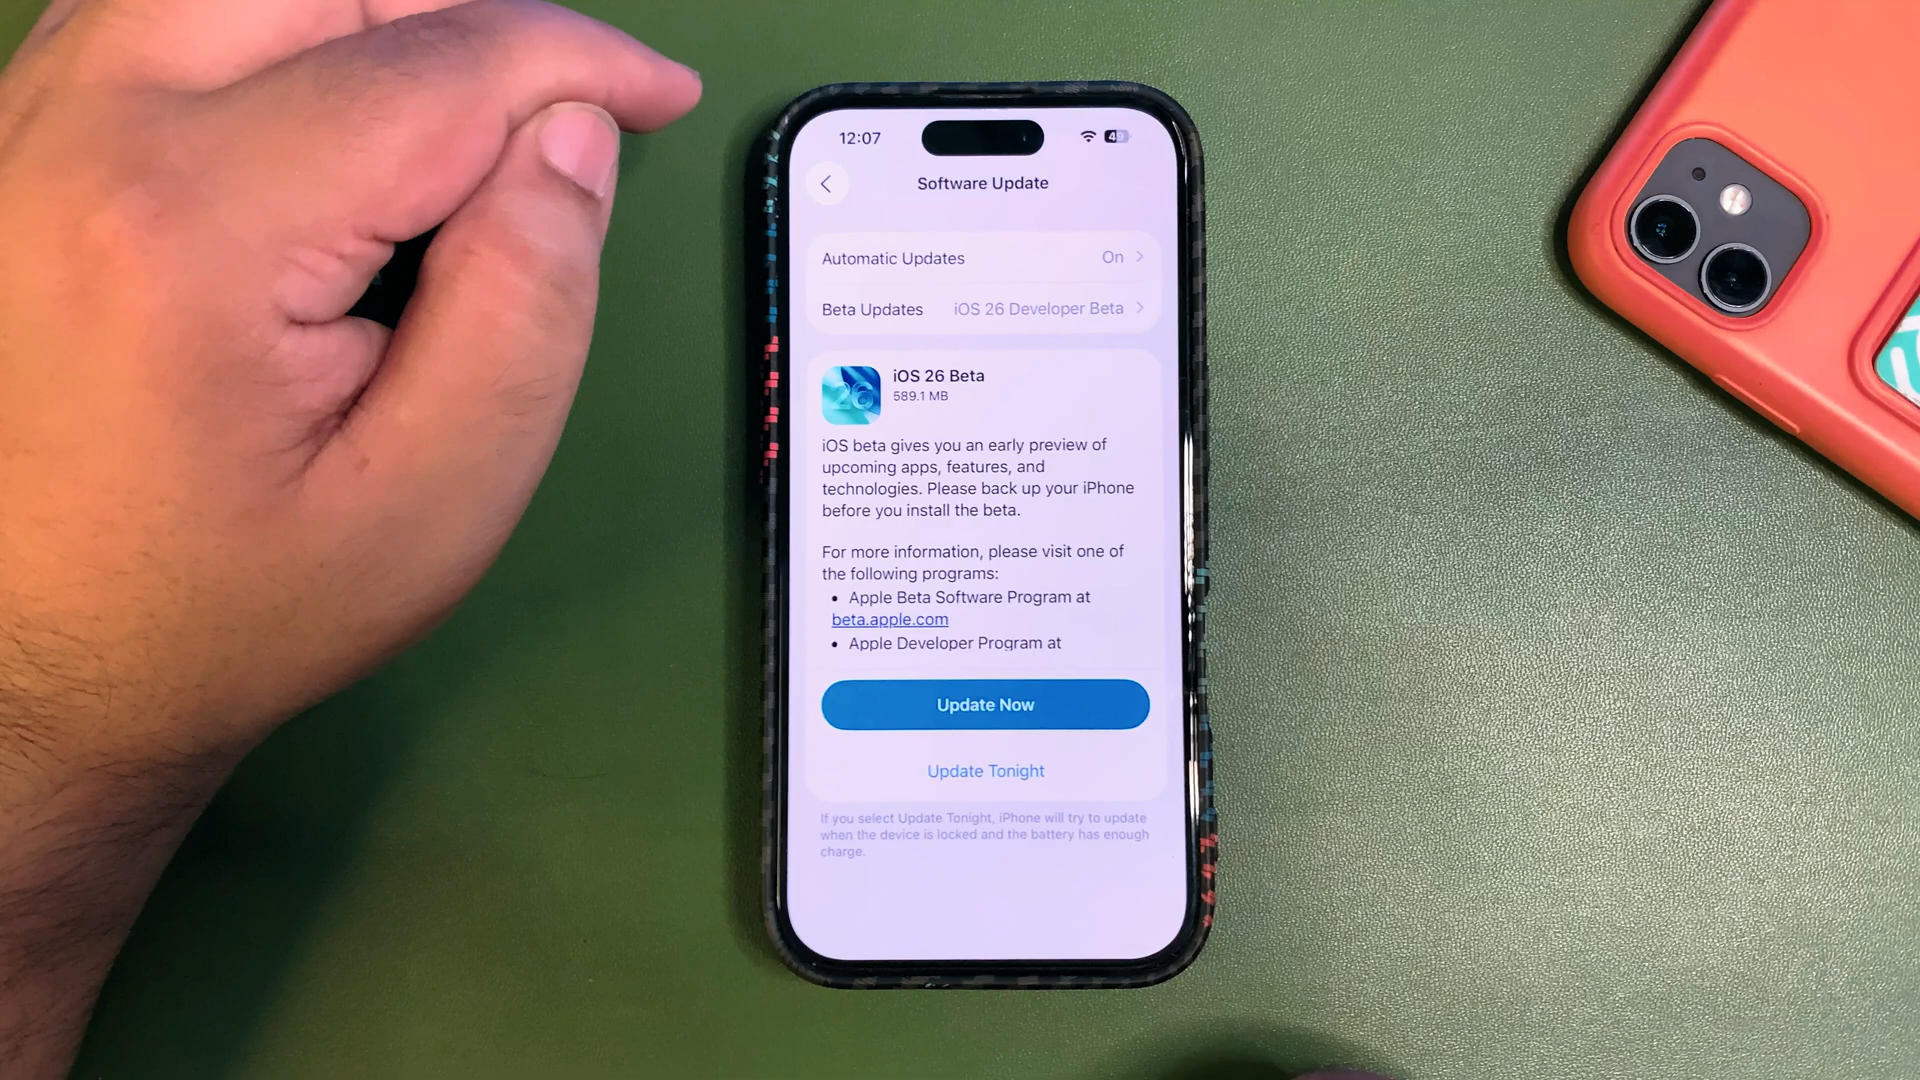 12:07
49
Software Update
Automatic Updates On
Beta Updates iOS 26 Developer Beta
26
iOS 26 Beta
589.1 MB
iOS beta gives you an early preview of
upcoming apps, features, and
technologies. Please back up your iPhone
before you install the beta.
For more information, please visit one of
the following programs:
• Apple Beta Software Program at
beta.apple.com
• Apple Developer Program at
Update Now
Update Tonight
If you select Update Tonight, iPhone will try to update
when the device is locked and the battery has enough
charge.